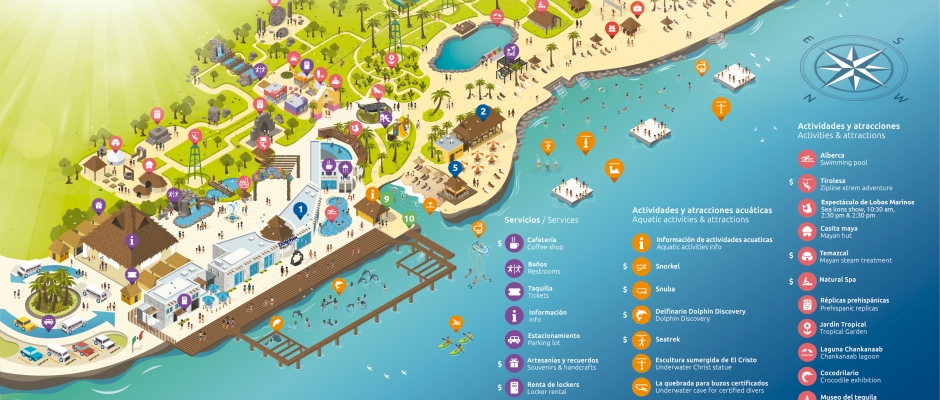 E
S
N
W
2
5
1
9
10
Servicios / Services
$ Cafetería
Coffee shop
Baños
Restrooms
Taquilla
Tickets
Información
Info
Estacionamiento
Parking lot
$ Artesanías y recuerdos
Souvenirs & handcrafts
$ Renta de lockers
Locker rental
Actividades y atracciones acuáticas
Aquatic activities & attractions
Información de actividades acuaticas
Aquatic activities info
$ Snorkel
$ Snuba
$ Delfinario Dolphin Discovery
Dolphin Discovery
$ Seatrek
Escultura sumergida de El Cristo
Underwater Christ statue
La quebrada para buzos certificados
Underwater cave for certified divers
Actividades y atracciones
Activities & attractions
Alberca
Swimming pool
$ Tirolesa
Zipline xtrem adventure
Espectáculo de Lobos Marinos
Sea lions show, 10:30 am,
2:30 pm & 2:30 pm
Casita maya
Mayan hut
$ Temazcal
Mayan steam treatment
$ Natural Spa
Réplicas prehispánicas
Prehispanic replicas
Jardín Tropical
Tropical Garden
Laguna Chankanaab
Chankanaab lagoon
Cocodrilario
Crocodile exhibition
Museo del tequila